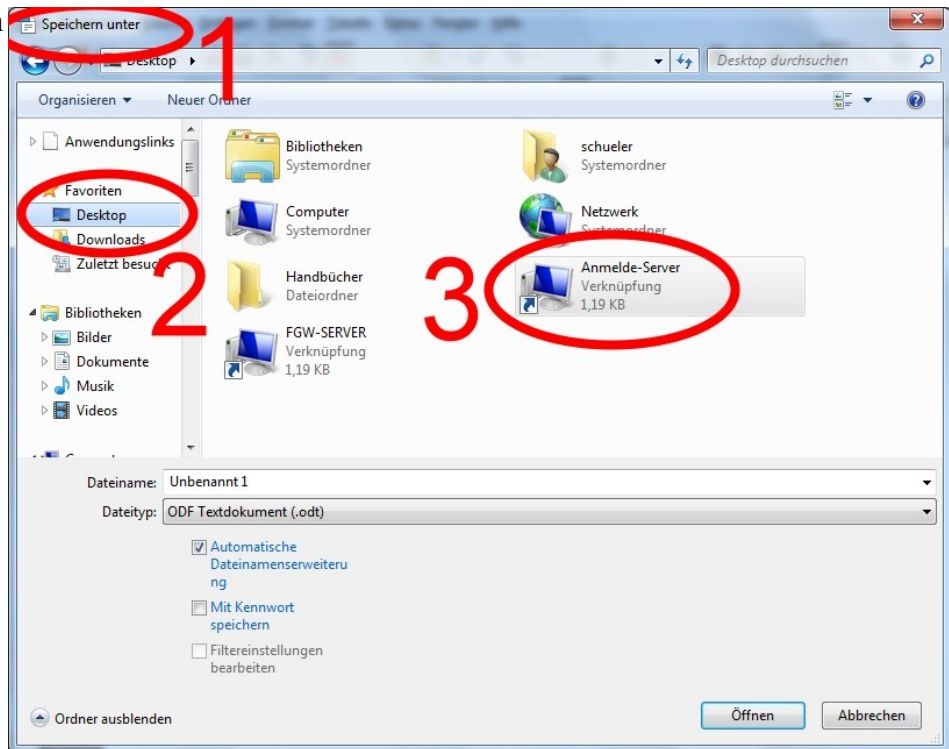 Speichern unter
1
Desktop
Desktop durchsuchen
Organisieren
Neuer Ordner
Anwendungslinks
Favoriten
Desktop
Downloads
Zuletzt besucht
2
Bibliotheken
Bilder
Dokumente
Musik
Videos
Bibliotheken
Systemordner
schueler
Systemordner
Computer
Systemordner
Netzwerk
Systemordner
Handbücher
Dateiordner
3
Anmelde-Server
Verknüpfung
1,19 KB
FGW-SERVER
Verknüpfung
1,19 KB
Dateiname: Unbenannt 1
Dateityp: ODF Textdokument (.odt)
Automatische
Dateinamenserweiteru
ng
Mit Kennwort
speichern
Filtereinstellungen
bearbeiten
Ordner ausblenden
Öffnen
Abbrechen